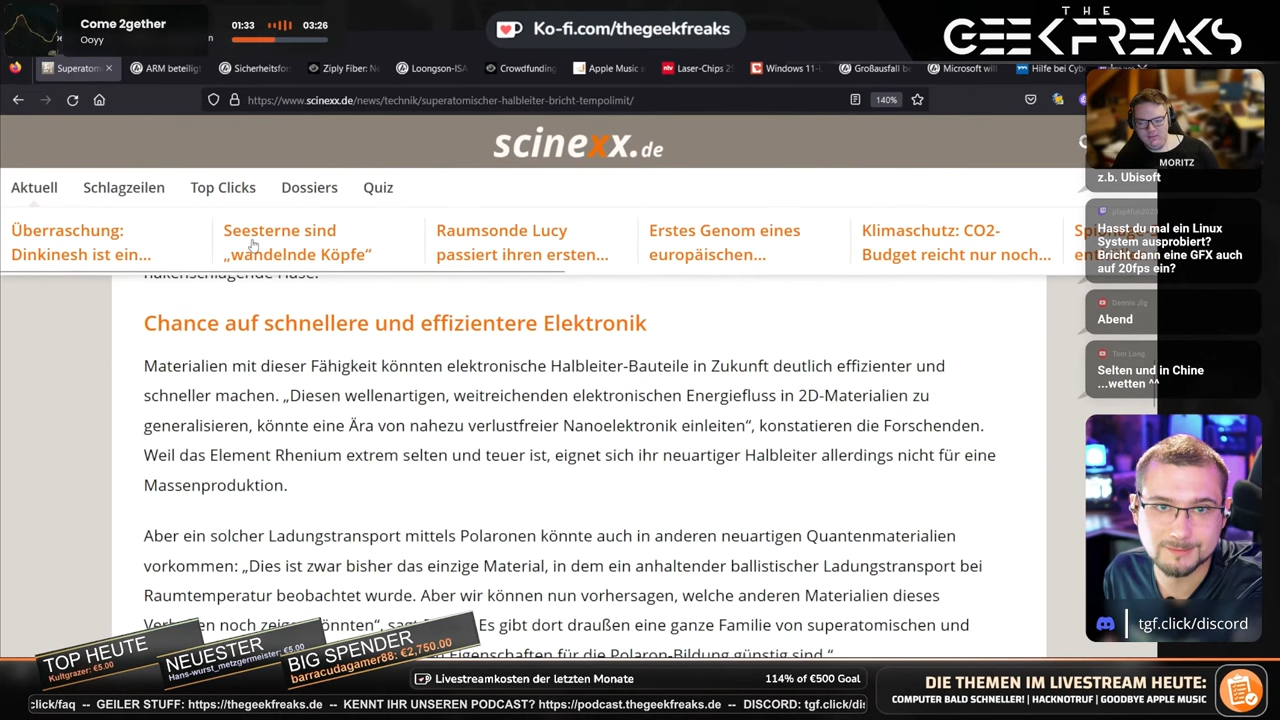 Come 2gether
Ooyy
01:33
03:26
Ko-fi.com/thegeekfreaks
THE
GEEKFREAKS
Superatom
ARM beteiligt
Sicherheitsfo
Ziply Fiber: Ne
Loongson-ISA
Crowdfunding
Apple Music
Laser-Chips 25
Windows 11-
Großausfall be
Microsoft will
Hilfe bei Cyb
https://www.scinexx.de/news/technik/superatomischer-halbleiter-bricht-tempolimit/
140%
scinexx.de
Aktuell
Schlagzeilen
Top Clicks
Dossiers
Quiz
Überraschung:
Dinkinesh ist ein...
Seesterne sind
„wandelnde Köpfe“
Raumsonde Lucy
passiert ihren ersten...
Erstes Genom eines
europäischen...
Klimaschutz: CO2-
Budget reicht nur noch...
hakenschlagende Hase.
Chance auf schnellere und effizientere Elektronik
Materialien mit dieser Fähigkeit könnten elektronische Halbleiter-Bauteile in Zukunft deutlich effizienter und
schneller machen. „Diesen wellenartigen, weitreichenden elektronischen Energiefluss in 2D-Materialien zu
generalisieren, könnte eine Ära von nahezu verlustfreier Nanoelektronik einleiten“, konstatieren die Forschenden.
Weil das Element Rhenium extrem selten und teuer ist, eignet sich ihr neuartiger Halbleiter allerdings nicht für eine
Massenproduktion.
Aber ein solcher Ladungstransport mittels Polaronen könnte auch in anderen neuartigen Quantenmaterialien
vorkommen: „Dies ist zwar bisher das einzige Material, in dem ein anhaltender ballistischer Ladungstransport bei
Raumtemperatur beobachtet wurde. Aber wir können nun vorhersagen, welche anderen Materialien dieses
noch Es gibt dort draußen eine ganze Familie von superatomischen und
Eigenschaften für die Polaron-Bildung günstig sind.“
MORITZ
z.b. Ubisoft
play4fun2023
Hasst du mal ein Linux
System ausprobiert?
Bricht dann eine GFX auch
auf 20fps ein?
Abend
Tom Long
Selten und in Chine
...wetten ^^
tgf.click/discord
TOP HEUTE
Kultgrazer: €5.00
NEUESTER
Hans-wurst_metzgermeister: €5.00
BIG SPENDER
barracudagamer88: €2,750.00
Livestreamkosten der letzten Monate
114% of €500 Goal
DIE THEMEN IM LIVESTREAM HEUTE:
COMPUTER BALD SCHNELLER! | HACKNOTRUF | GOODBYE APPLE MUSIC
click/faq -- GEILER STUFF: https://thegeekfreaks.de -- KENNT IHR UNSEREN PODCAST? https://podcast.thegeekfreaks.de -- DISCORD: tgf.click/di